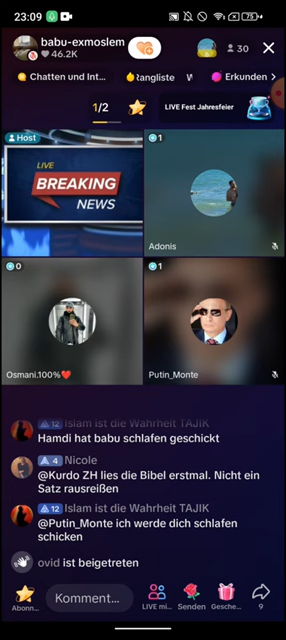 23:09
75
babu-exmoslem
46.2K
30
Chatten und Int...
Rangliste
W
Erkunden >
1/2
LIVE Fest Jahresfeier
Host
1
LIVE
BREAKING
NEWS
Adonis
0
1
Osmani.100%❤️
Putin_Monte
12 Islam ist die Wahrheit TAJIK
Hamdi hat babu schlafen geschickt
4 Nicole
@Kurdo ZH lies die Bibel erstmal. Nicht ein
Satz rausreißen
12 Islam ist die Wahrheit TAJIK
@Putin_Monte ich werde dich schlafen
schicken
ovid ist beigetreten
Abonn...
Komment...
LIVE mi...
Senden
Gesche...
9